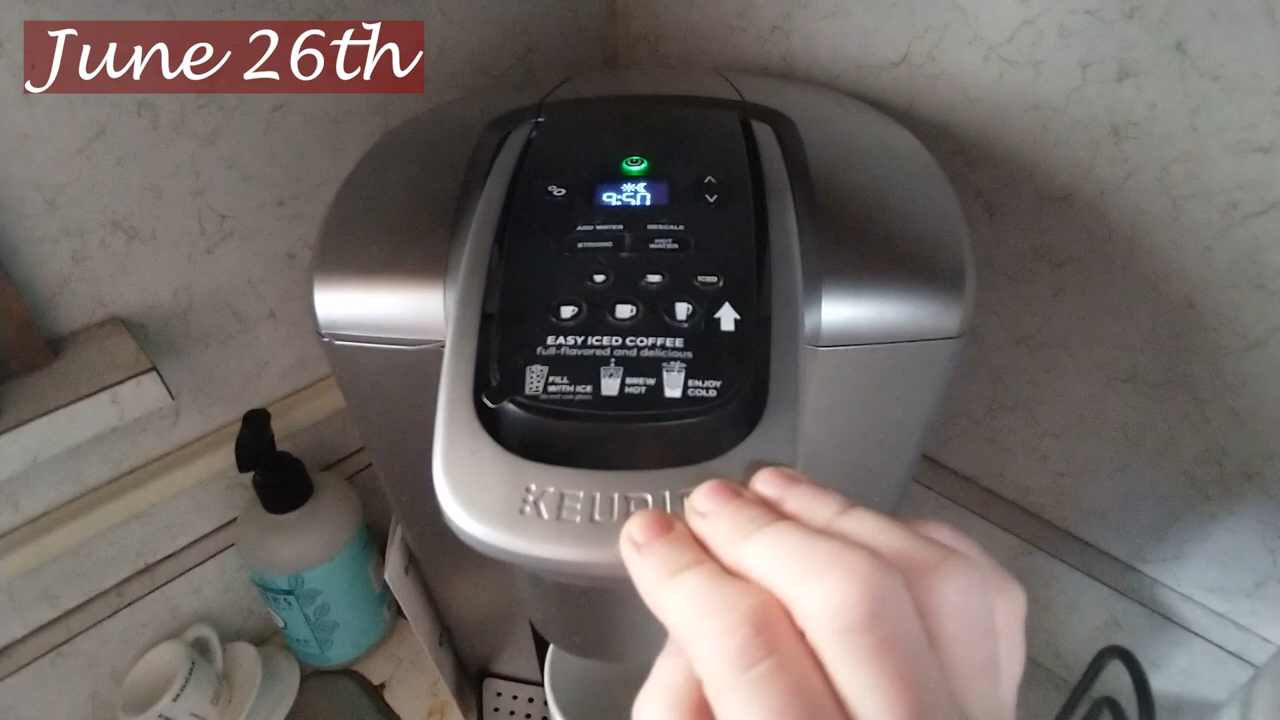 June 26th
9:50
ADD WATER DESCALE
STRONG HOT WATER
ICED
EASY ICED COFFEE
full-flavored and delicious
FILL WITH ICE
BREW HOT
ENJOY COLD
KEURIG